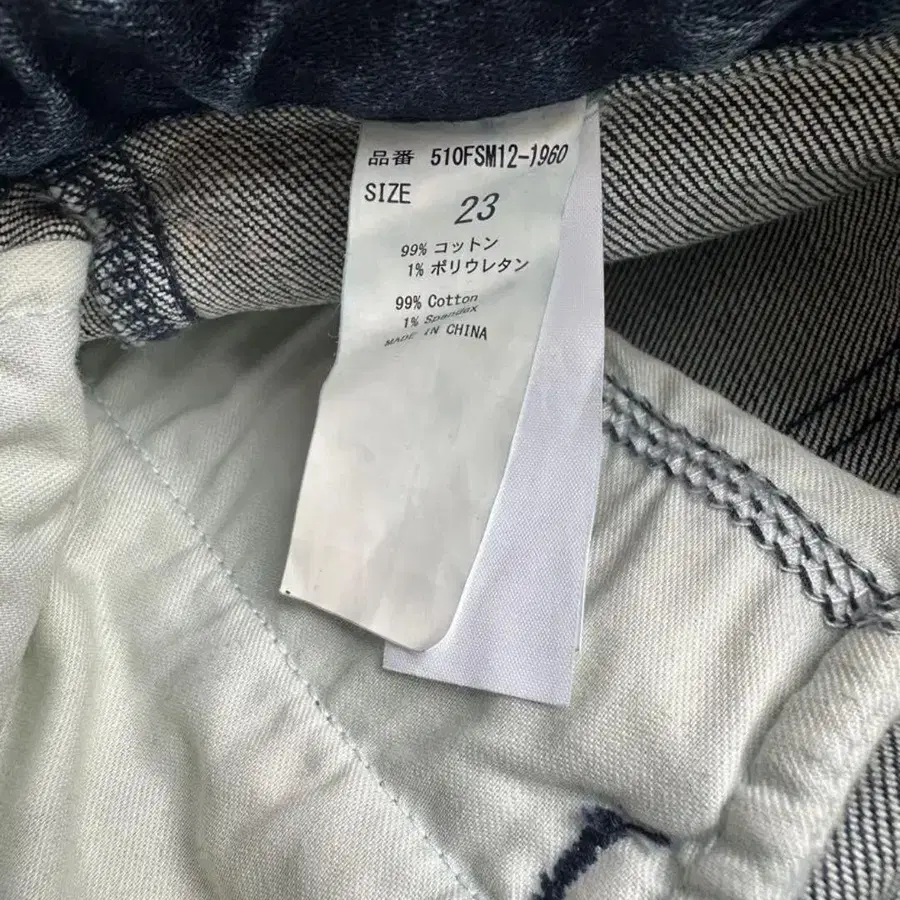 品番 510FSM12-1960
SIZE 23
99% コットン
1% ポリウレタン
99% Cotton
1% Spandex
MADE IN CHINA